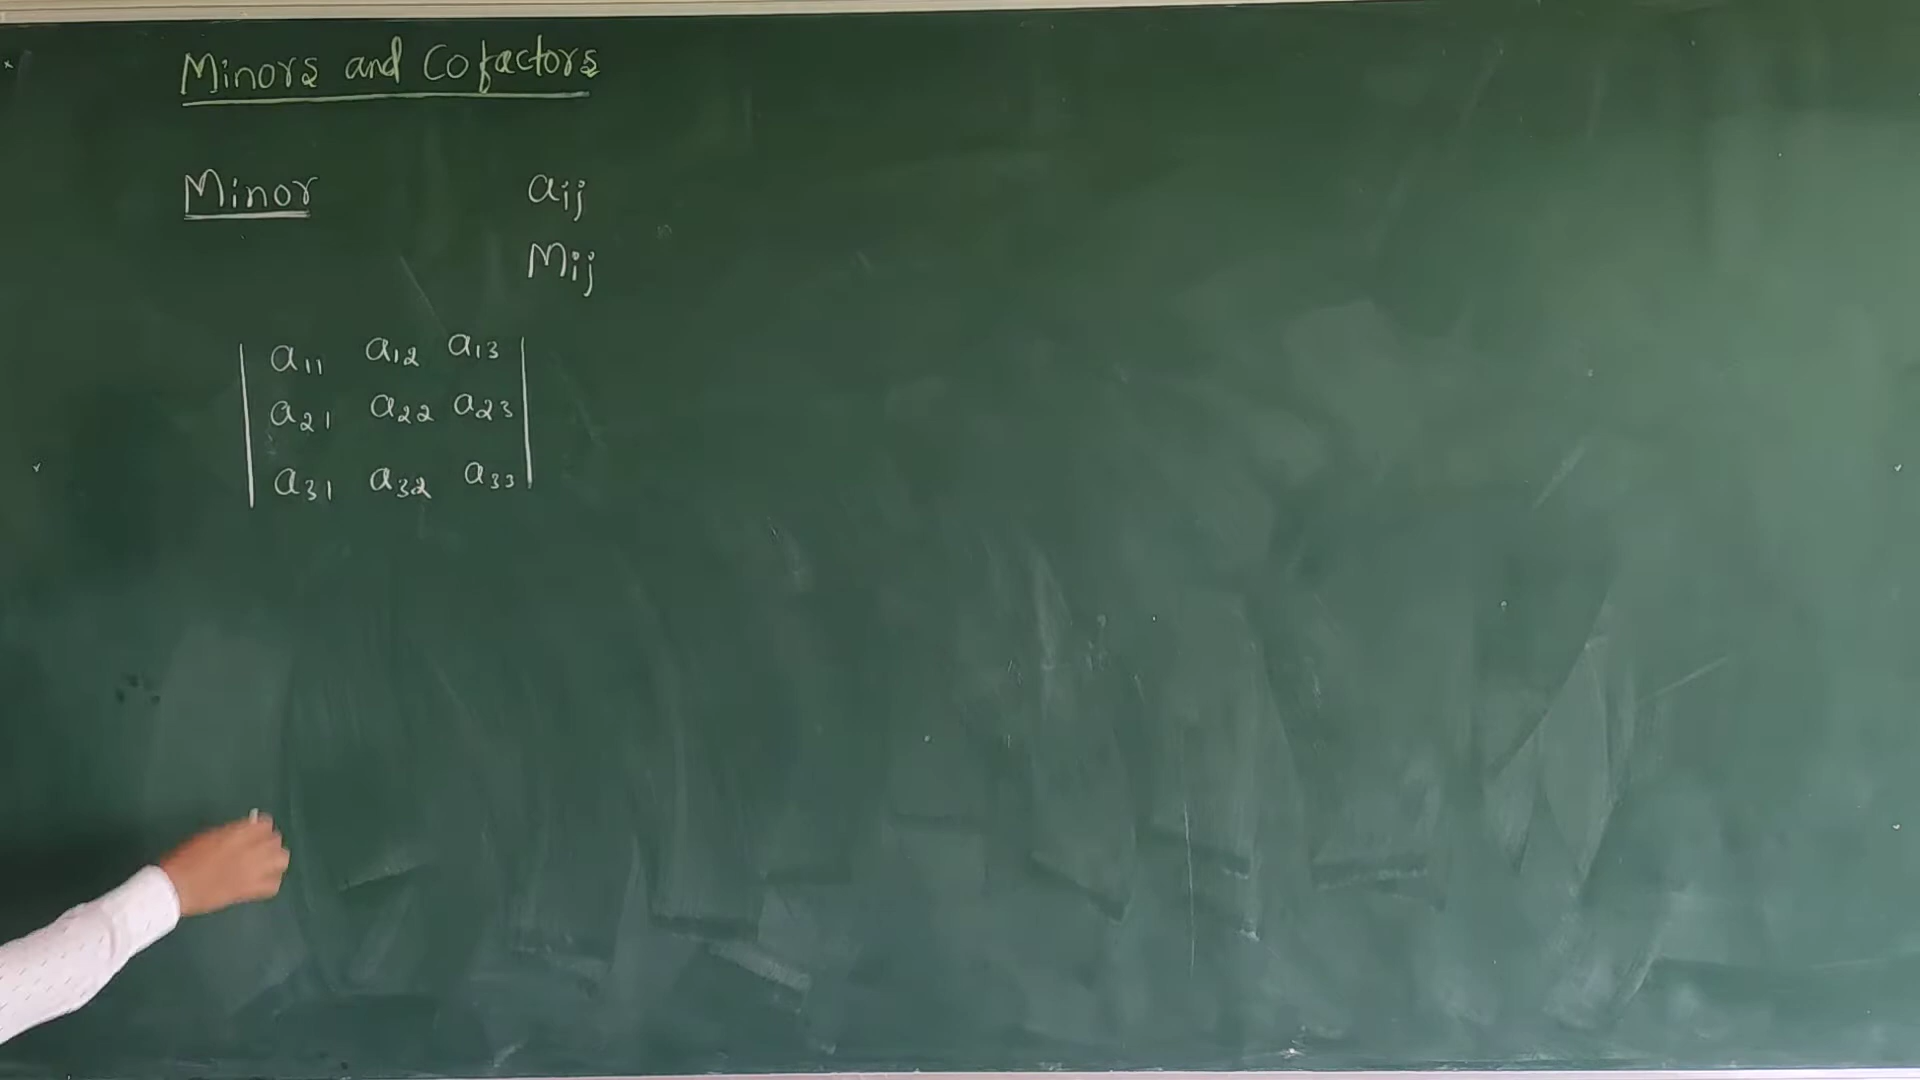 Minors and Cofactors
Minor aij
Mij
a11 a12 a13
a21 a22 a23
a31 a32 a33